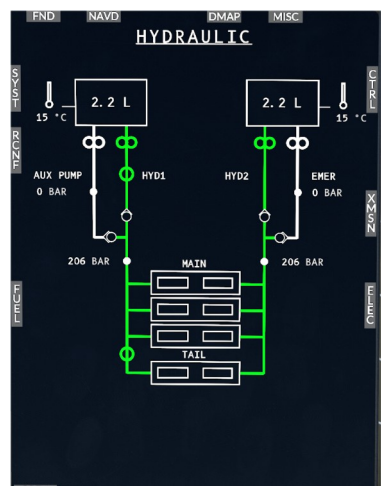 FND NAVD DMAP MISC
HYDRAULIC
SYST
CTRL
2.2 L
2.2 L
15 °C
15 °C
RCNF
AUX PUMP
HYD1
HYD2
EMER
0 BAR
0 BAR
XMSN
206 BAR
206 BAR
MAIN
FUEL
ELEC
TAIL